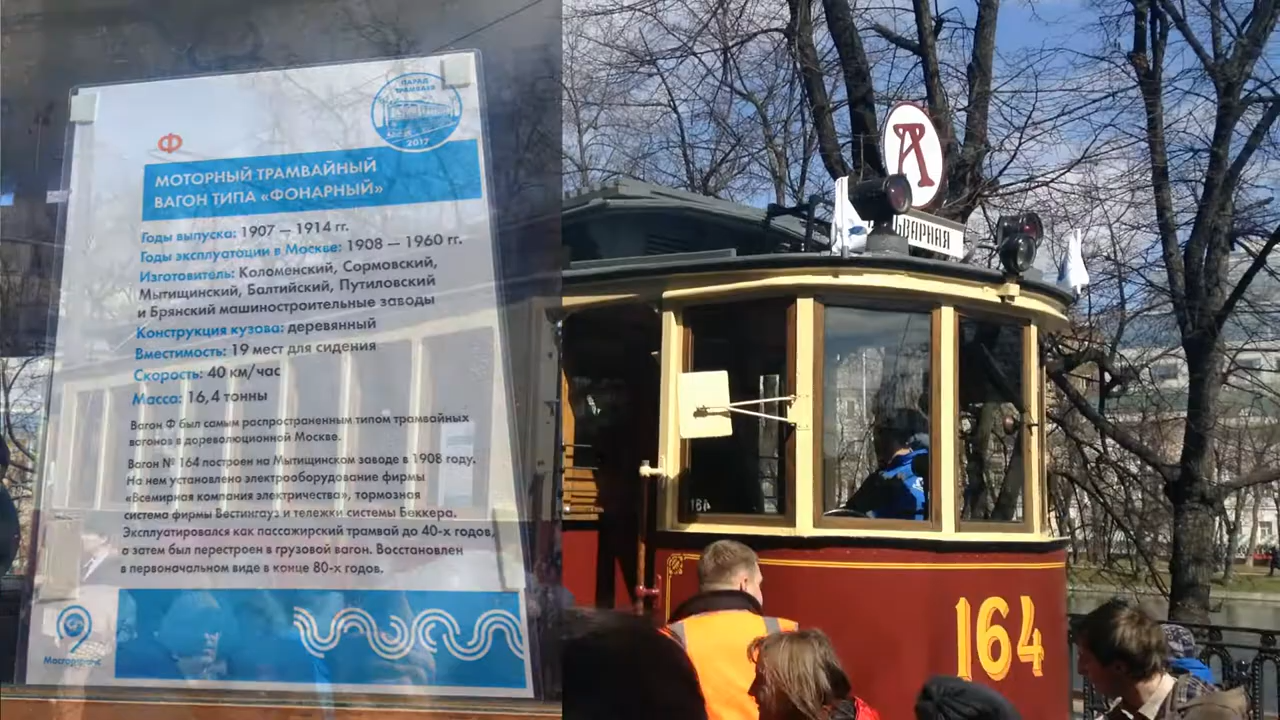 ПАРАД
ТРАМВАЕВ
2017
Ф
МОТОРНЫЙ ТРАМВАЙНЫЙ
ВАГОН ТИПА «ФОНАРНЫЙ»
Годы выпуска: 1907 — 1914 гг.
Годы эксплуатации в Москве: 1908 — 1960 гг.
Изготовитель: Коломенский, Сормовский,
Мытищинский, Балтийский, Путиловский
и Брянский машиностроительные заводы
Конструкция кузова: деревянный
Вместимость: 19 мест для сидения
Скорость: 40 км/час
Масса: 16,4 тонны
Вагон Ф был самым распространенным типом трамвайных
вагонов в дореволюционной Москве.
Вагон № 164 построен на Мытищинском заводе в 1908 году.
На нем установлено электрооборудование фирмы
«Всемирная компания электричества», тормозная
система фирмы Вестингауз и тележки системы Беккера.
Эксплуатировался как пассажирский трамвай до 40-х годов,
а затем был перестроен в грузовой вагон. Восстановлен
в первоначальном виде в конце 80-х годов.
Мосгортранс
А
ЬВАРНАЯ
164